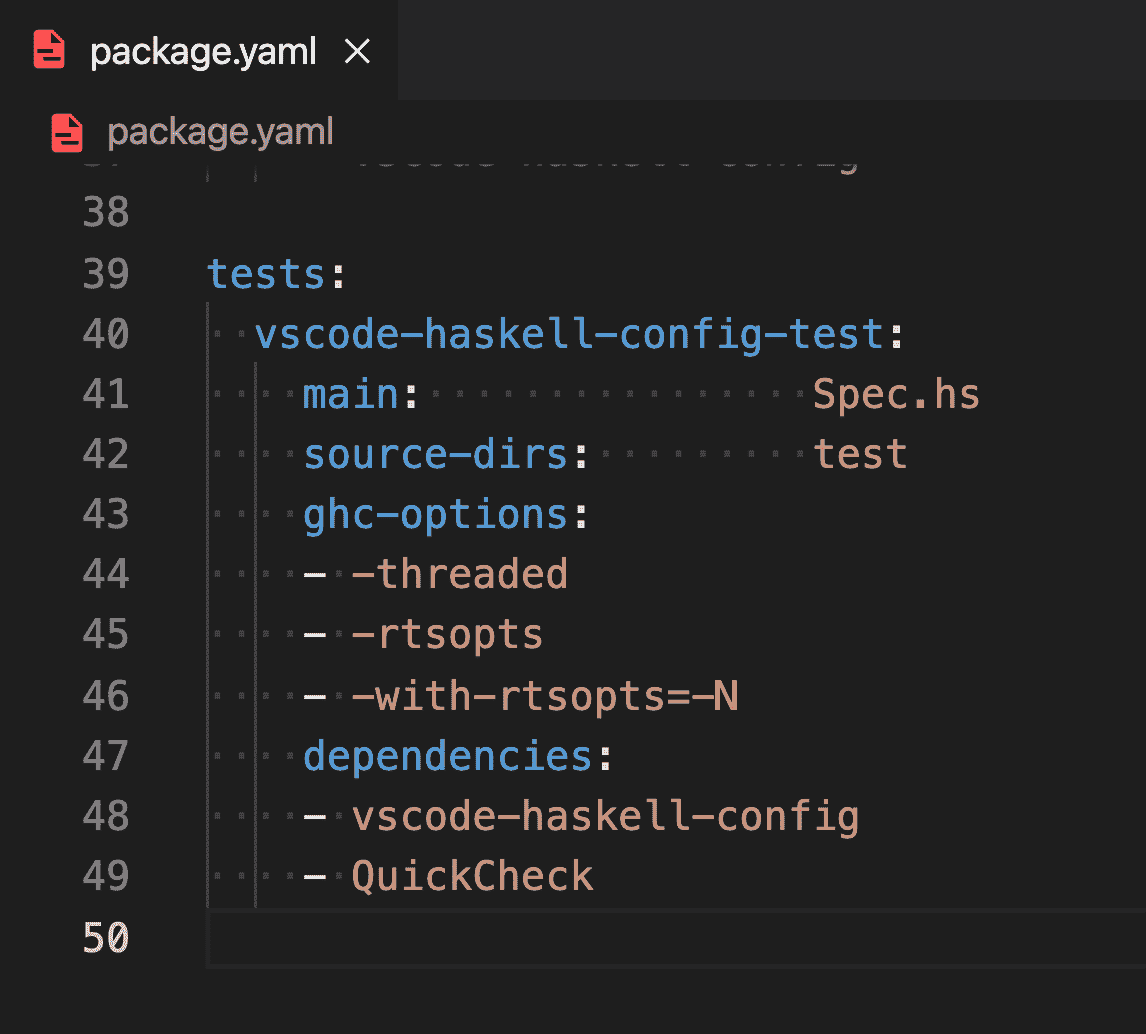 package.yaml
package.yaml
38
39 tests:
40 vscode-haskell-config-test:
41 main: Spec.hs
42 source-dirs: test
43 ghc-options:
44 - -threaded
45 - -rtsopts
46 - -with-rtsopts=-N
47 dependencies:
48 - vscode-haskell-config
49 - QuickCheck
50